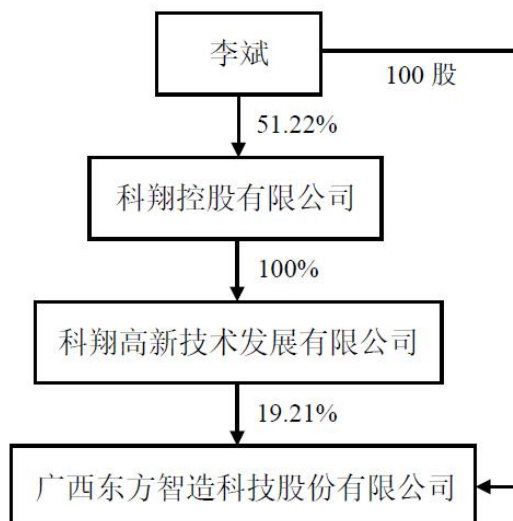 李斌
100 股
51.22%
科翔控股有限公司
100%
科翔高新技术发展有限公司
19.21%
广西东方智造科技股份有限公司